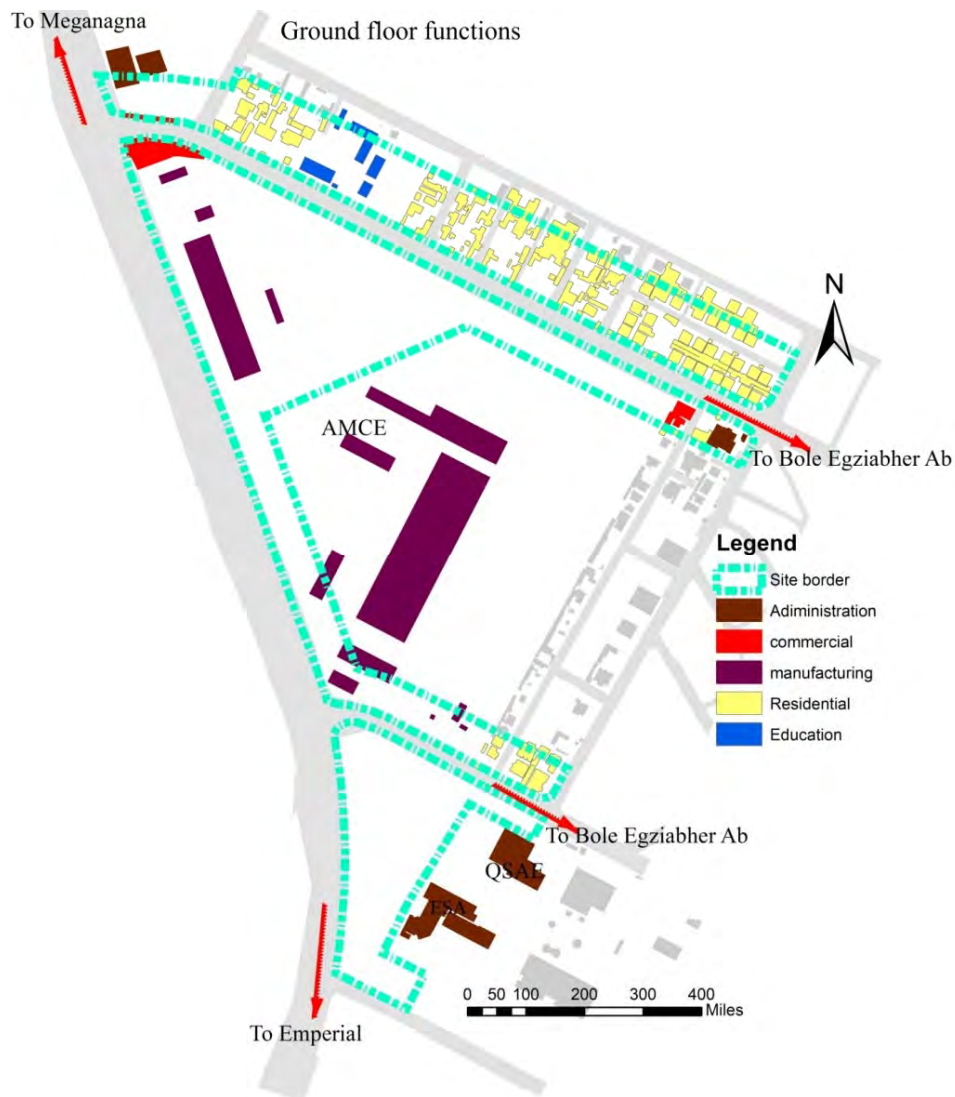 To Meganagna
Ground floor functions
N
AMCE
To Bole Egziabher Ab
Legend
Site border
Adiministration
commercial
manufacturing
Residential
Education
To Bole Egziabher Ab
QSAE
FSA
0 50 100 200 300 400
Miles
To Emperial